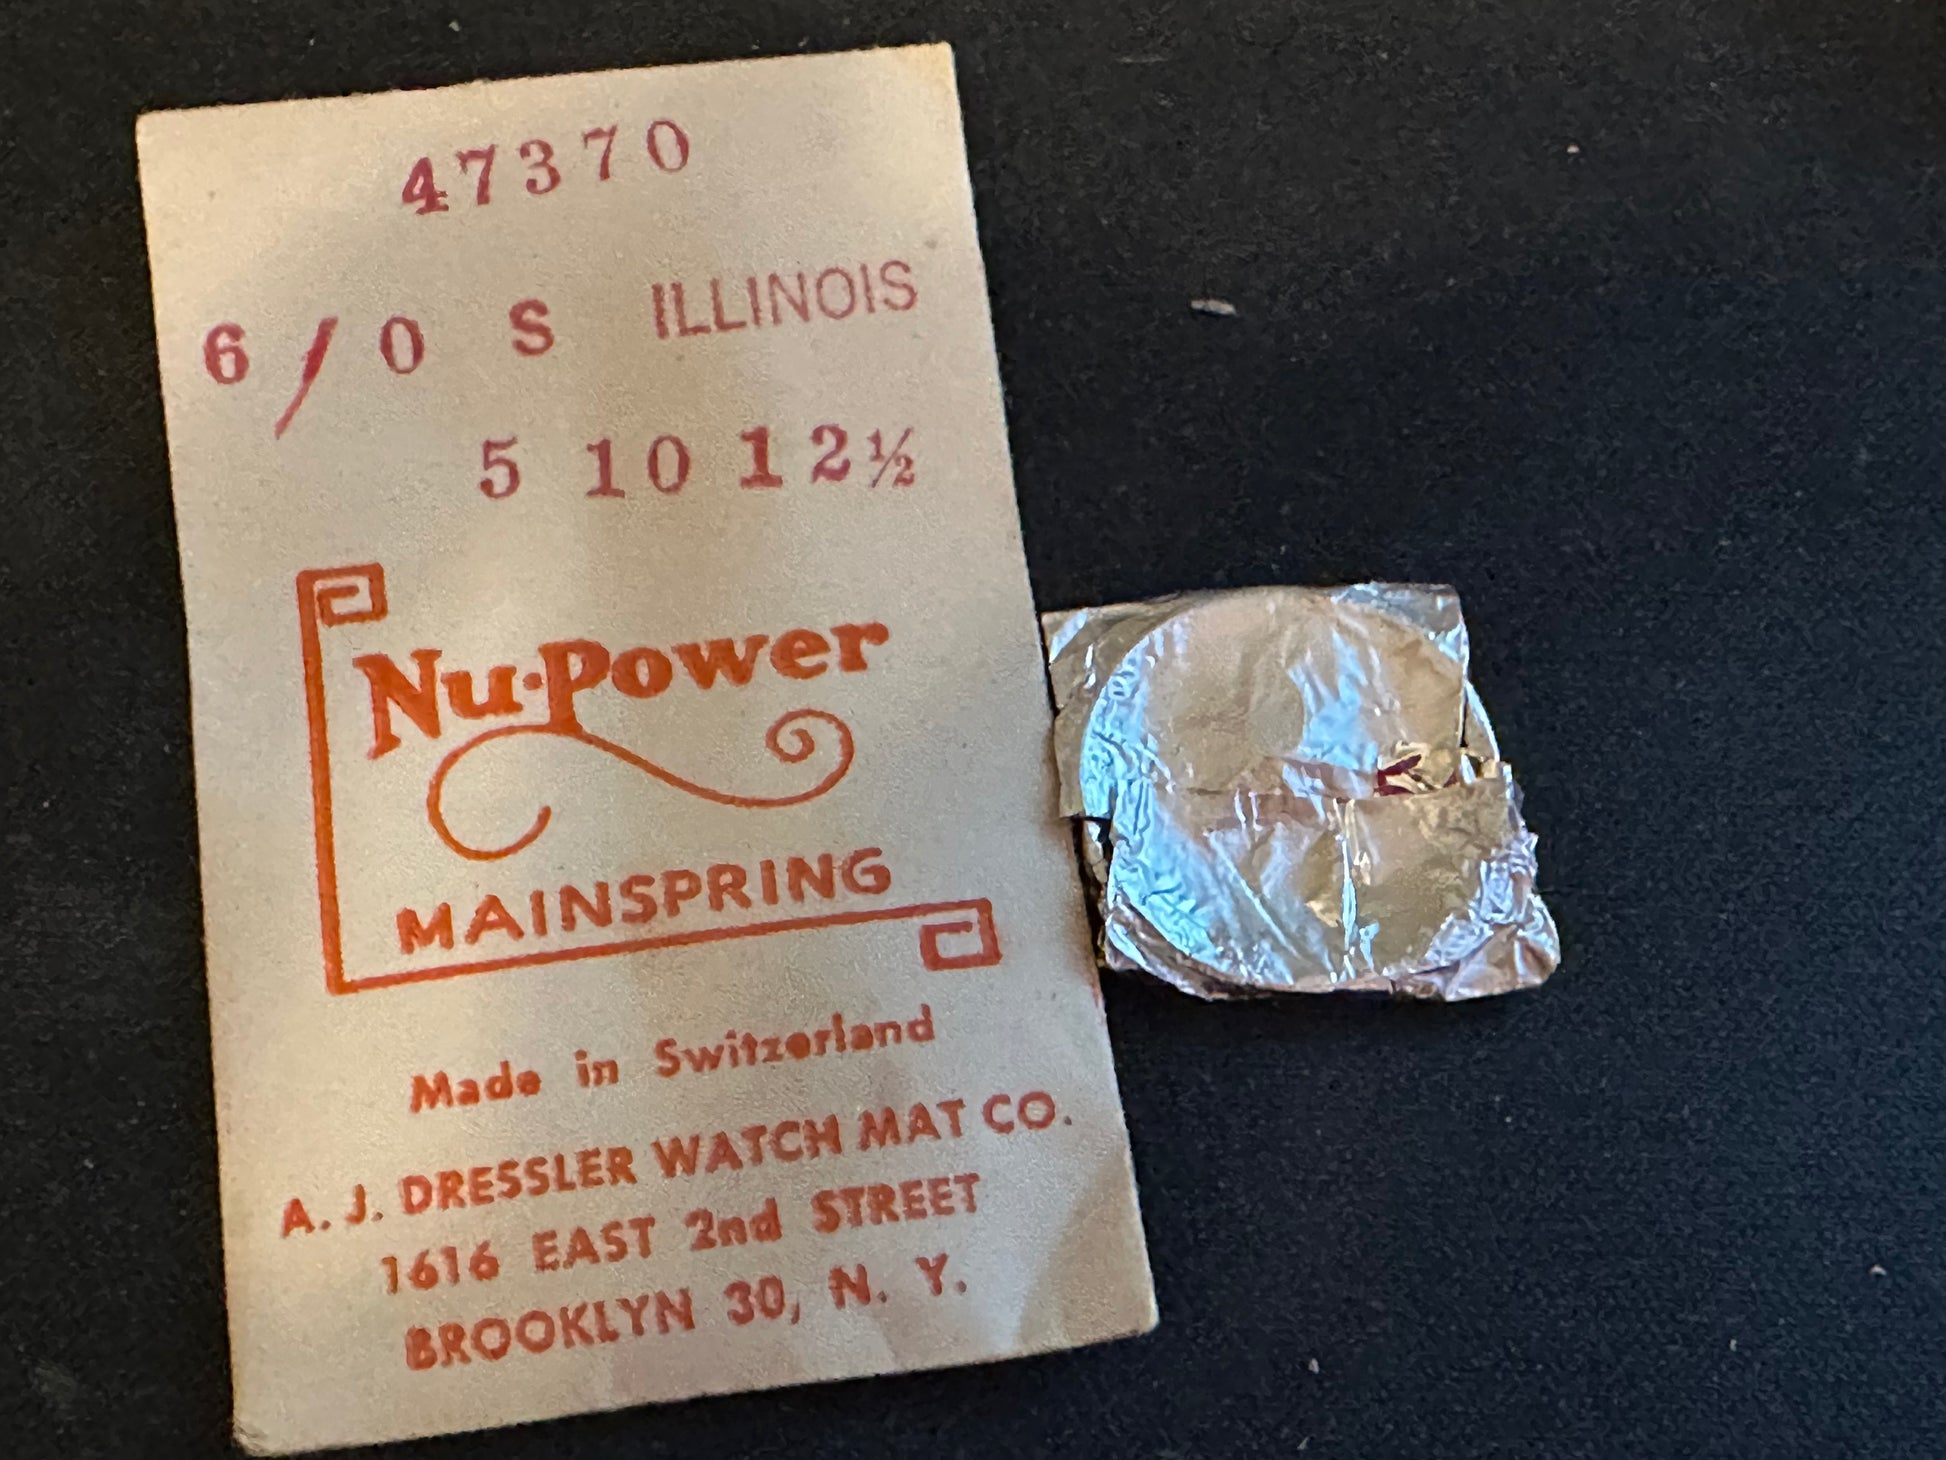 47370
6/0 S ILLINOIS
5 10 12½
Nu-Power
MAINSPRING
Made in Switzerland
A. J. DRESSLER WATCH MAT CO.
1616 EAST 2nd STREET
BROOKLYN 30, N. Y.